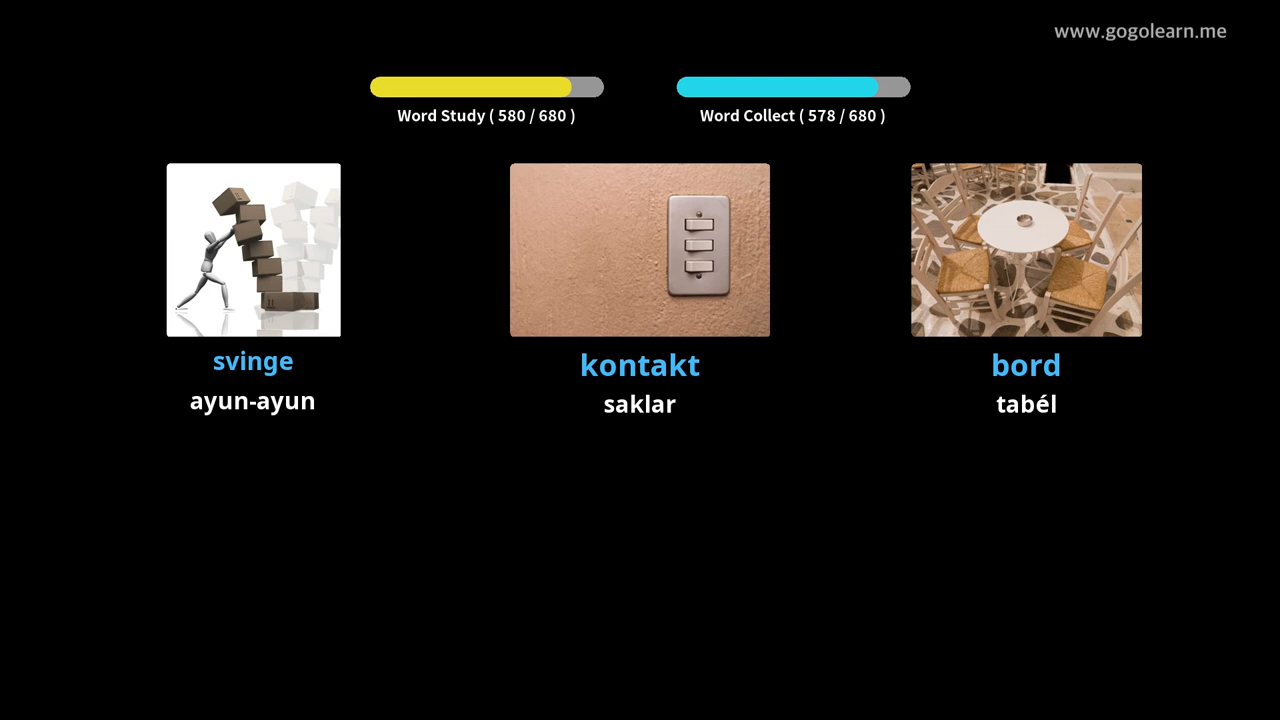 www.gogolearn.me
Word Study ( 580 / 680 )
Word Collect ( 578 / 680 )
svinge
ayun-ayun
kontakt
saklar
bord
tabél